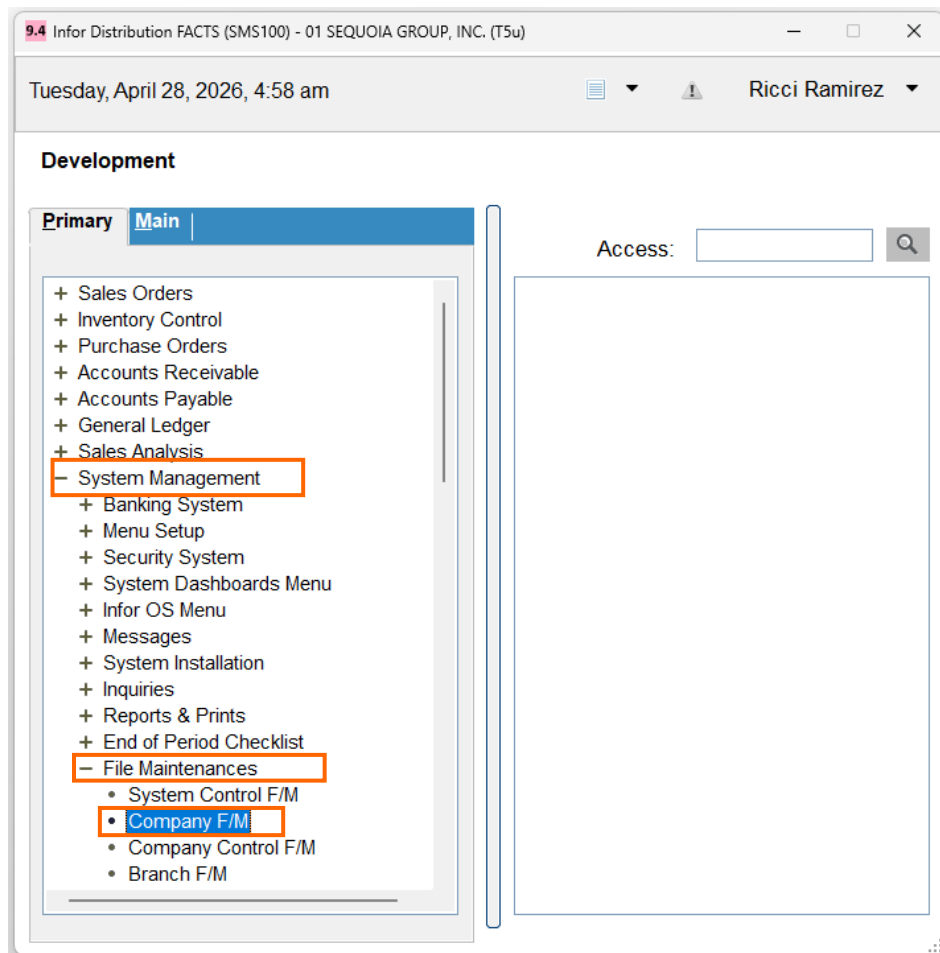 9.4 Infor Distribution FACTS (SMS100) - 01 SEQUOIA GROUP, INC. (T5u)
Tuesday, April 28, 2026, 4:58 am
Ricci Ramirez
Development
Primary Main
Access:
Sales Orders
Inventory Control
Purchase Orders
Accounts Receivable
Accounts Payable
General Ledger
Sales Analysis
System Management
Banking System
Menu Setup
Security System
System Dashboards Menu
Infor OS Menu
Messages
System Installation
Inquiries
Reports & Prints
End of Period Checklist
File Maintenances
System Control F/M
Company F/M
Company Control F/M
Branch F/M